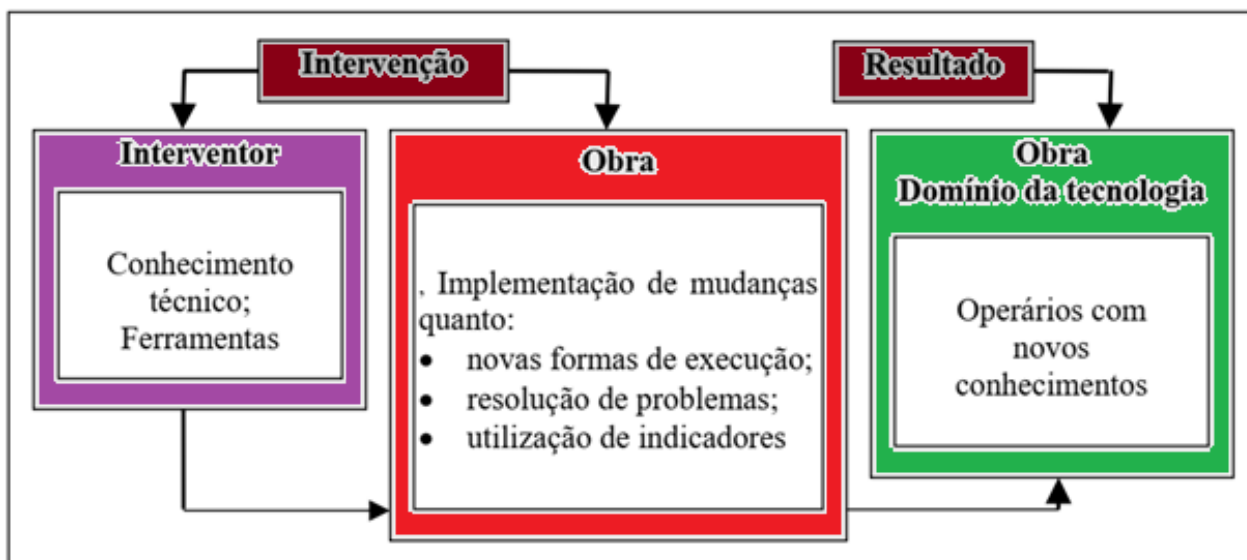 Intervenção
Resultado
Interventor
Conhecimento
técnico;
Ferramentas
Obra
, Implementação de mudanças
quanto:
• novas formas de execução;
• resolução de problemas;
• utilização de indicadores
Obra
Domínio da tecnologia
Operários com
novos
conhecimentos